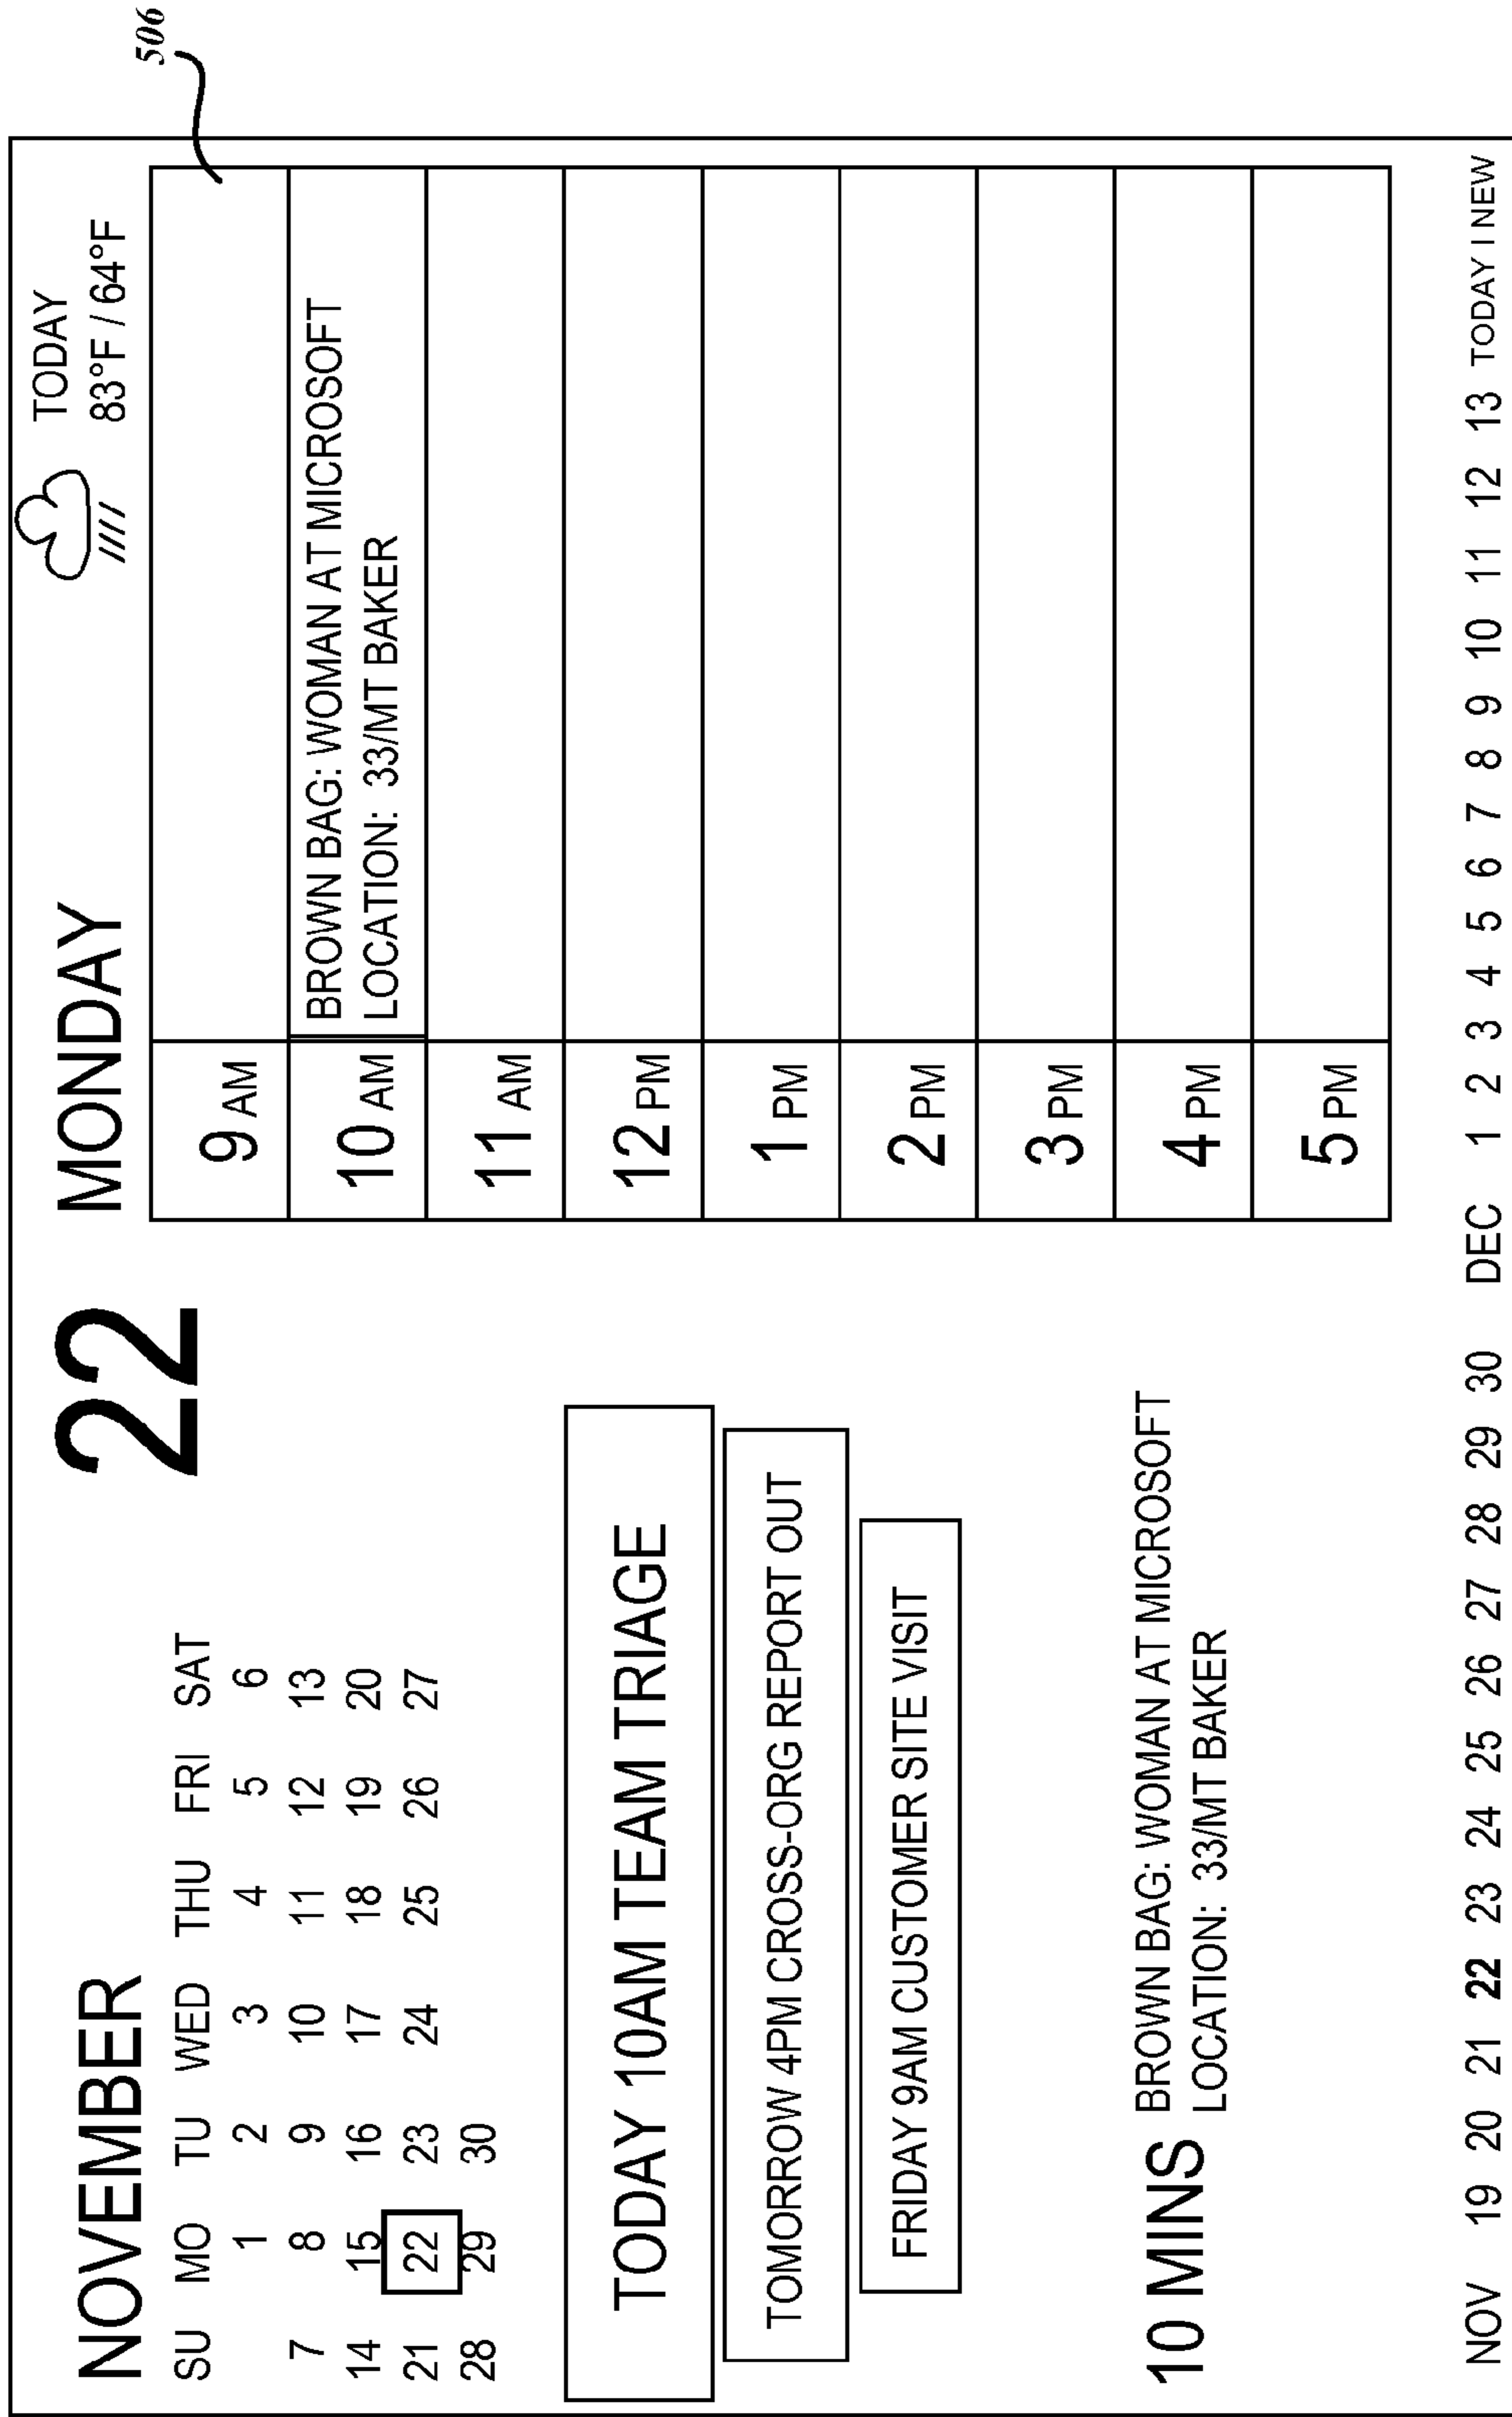 506
NOVEMBER
SU MO TU WED THU FRI SAT
1 2 3 4 5 6
7 8 9 10 11 12 13
14 15 16 17 18 19 20
21 22 23 24 25 26 27
28 29 30
22
MONDAY
TODAY
83°F / 64°F
TODAY 10AM TEAM TRIAGE
TOMORROW 4PM CROSS-ORG REPORT OUT
FRIDAY 9AM CUSTOMER SITE VISIT
10 MINS BROWN BAG: WOMAN AT MICROSOFT
LOCATION: 33/MT BAKER
9 AM
10 AM BROWN BAG: WOMAN AT MICROSOFT
LOCATION: 33/MT BAKER
11 AM
12 PM
1 PM
2 PM
3 PM
4 PM
5 PM
NOV 19 20 21 22 23 24 25 26 27 28 29 30 DEC 1 2 3 4 5 6 7 8 9 10 11 12 13 TODAY I NEW